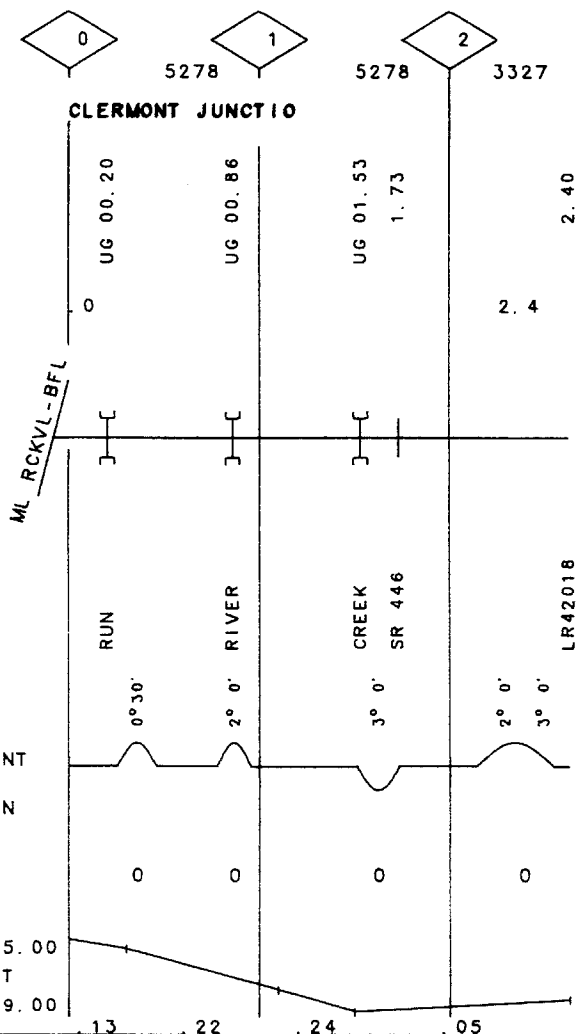 0 1 2
5278 5278 3327
CLERMONT JUNCTIO
UG 00.20
UG 00.86
UG 01.53
1.73
2.40
0
2.4
ML RCKVL-BFL
RUN
RIVER
CREEK
SR 446
LR42018
0°30'
2° 0'
3° 0'
2° 0'
3° 0'
NT
N
0 0 0 0
5.00
T
9.00
.13 .22 .24 .05